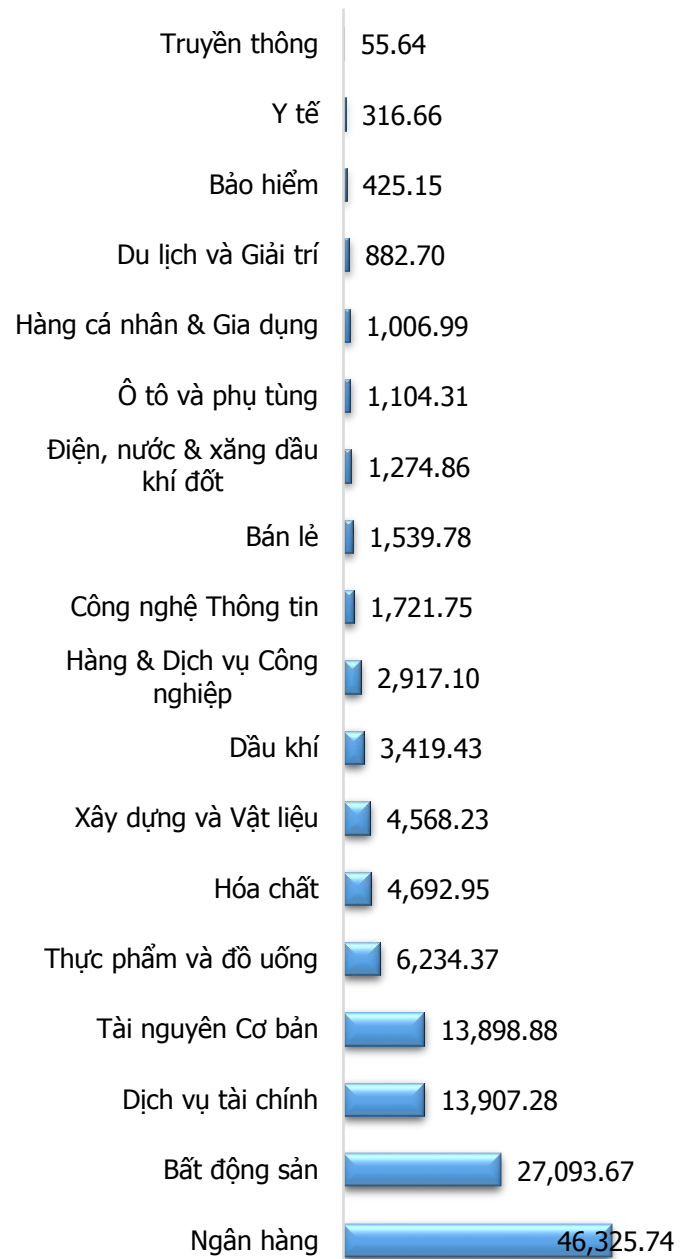 Truyền thông 55.64
Y tế 316.66
Bảo hiểm 425.15
Du lịch và Giải trí 882.70
Hàng cá nhân & Gia dụng 1,006.99
Ô tô và phụ tùng 1,104.31
Điện, nước & xăng dầu
khí đốt 1,274.86
Bán lẻ 1,539.78
Công nghệ Thông tin 1,721.75
Hàng & Dịch vụ Công
nghiệp 2,917.10
Dầu khí 3,419.43
Xây dựng và Vật liệu 4,568.23
Hóa chất 4,692.95
Thực phẩm và đồ uống 6,234.37
Tài nguyên Cơ bản 13,898.88
Dịch vụ tài chính 13,907.28
Bất động sản 27,093.67
Ngân hàng 46,325.74